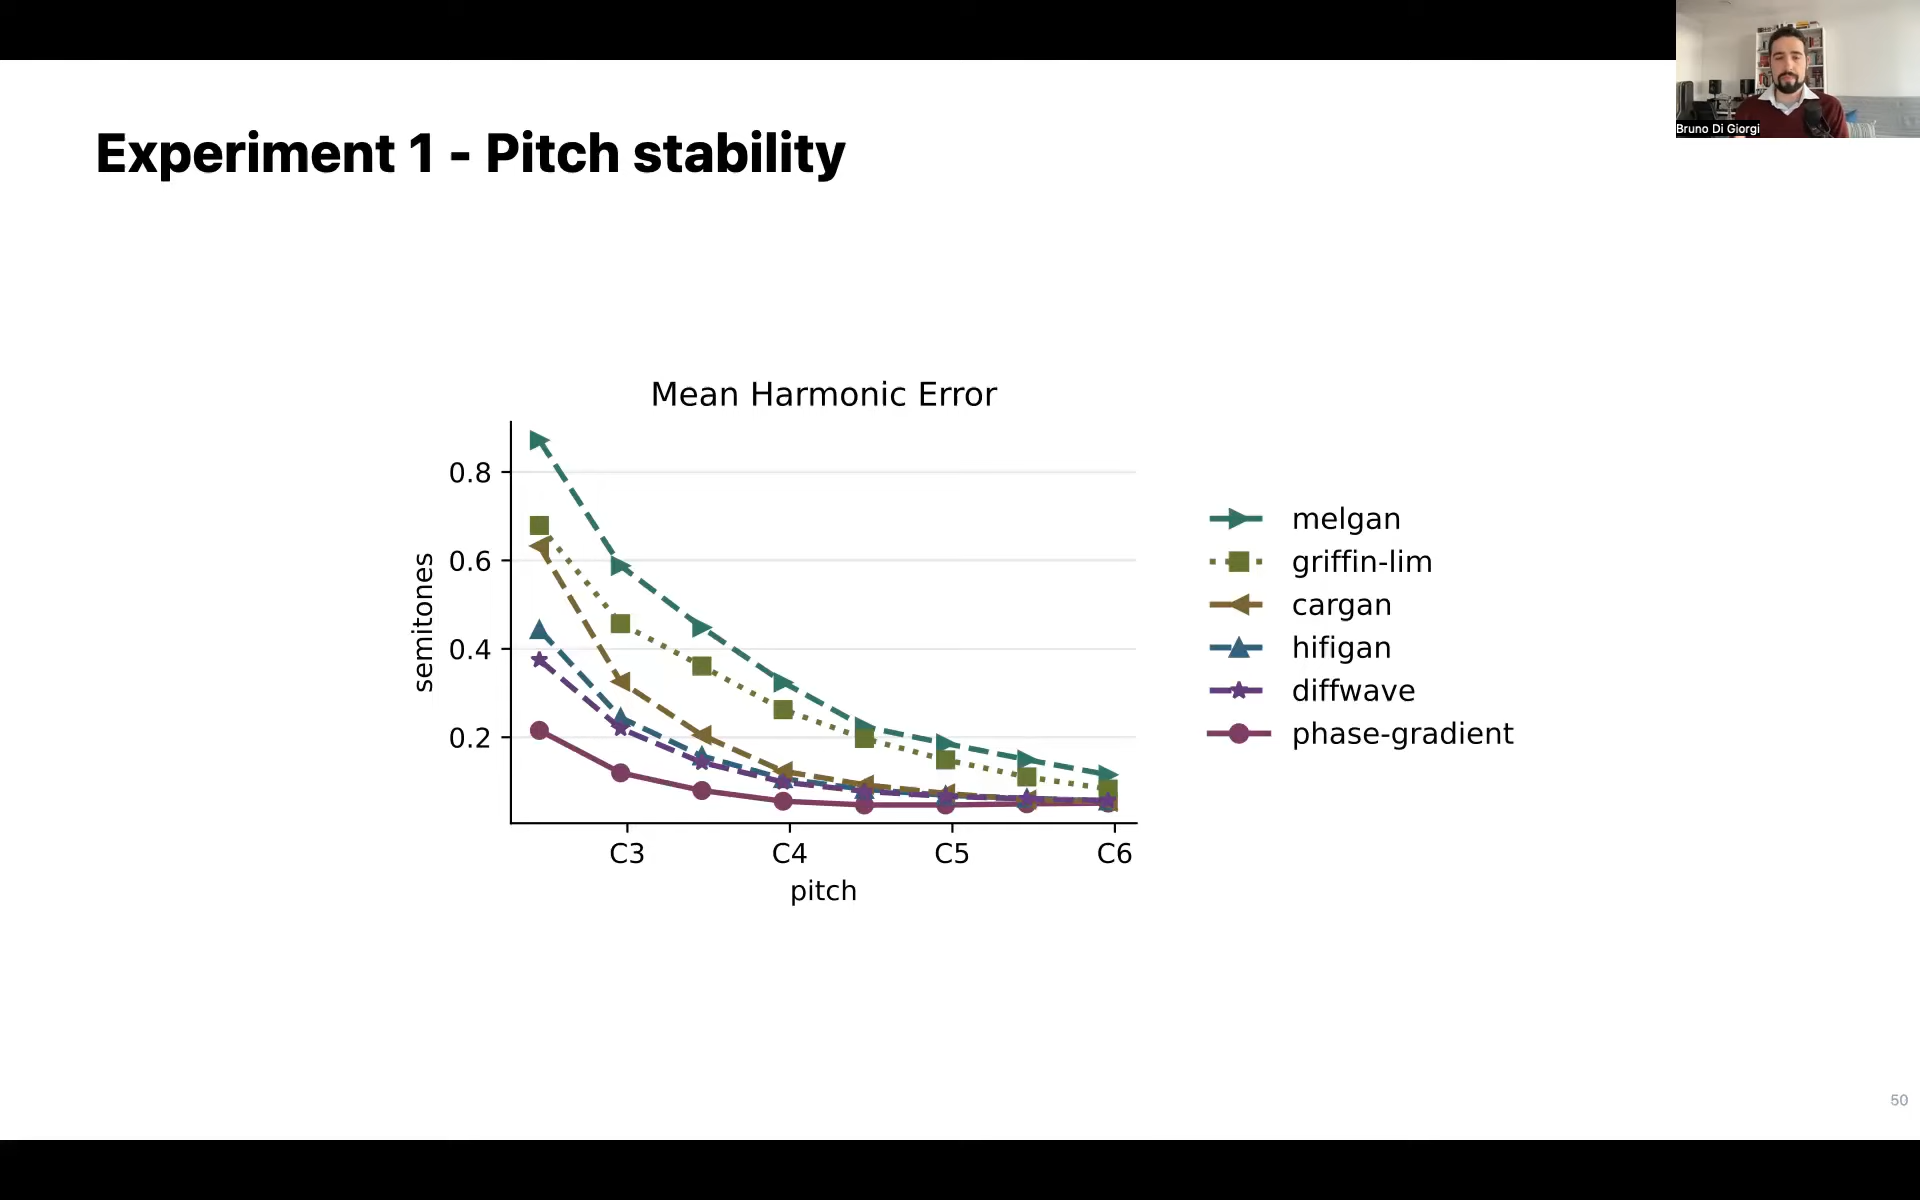 Bruno Di Giorgi
Experiment 1 - Pitch stability
Mean Harmonic Error
0.8
0.6
0.4
0.2
semitones
C3 C4 C5 C6
pitch
melgan
griffin-lim
cargan
hifigan
diffwave
phase-gradient
50